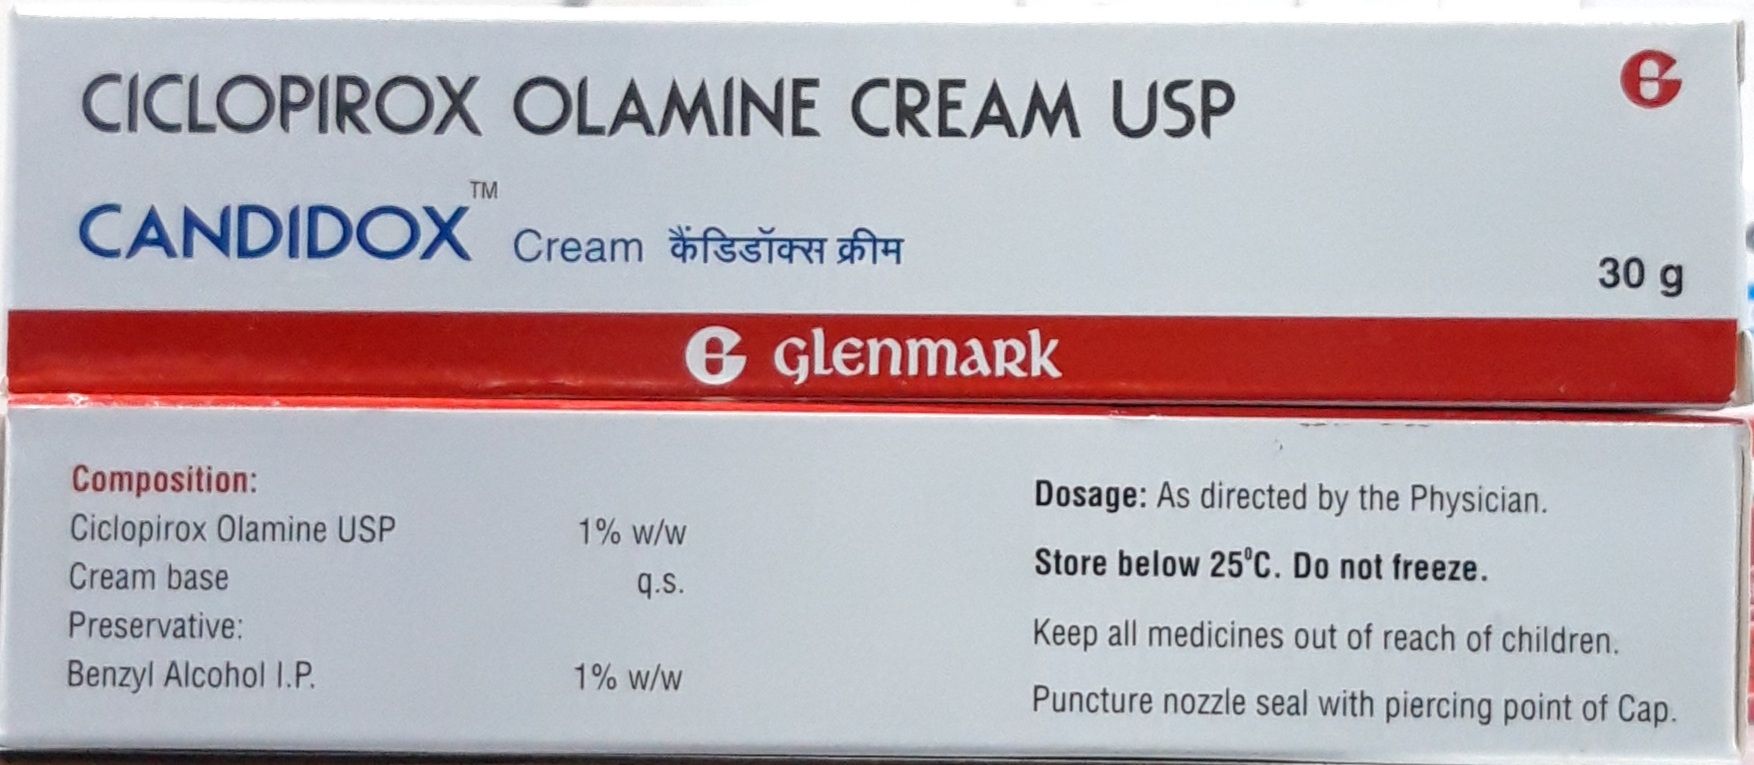 CICLOPIROX OLAMINE CREAM USP
CANDIDOX™ Cream कैंडिडॉक्स क्रीम
30 g
GLENMARK
Composition:
Ciclopirox Olamine USP 1% w/w
Cream base q.s.
Preservative:
Benzyl Alcohol I.P. 1% w/w
Dosage: As directed by the Physician.
Store below 25⁰C. Do not freeze.
Keep all medicines out of reach of children.
Puncture nozzle seal with piercing point of Cap.